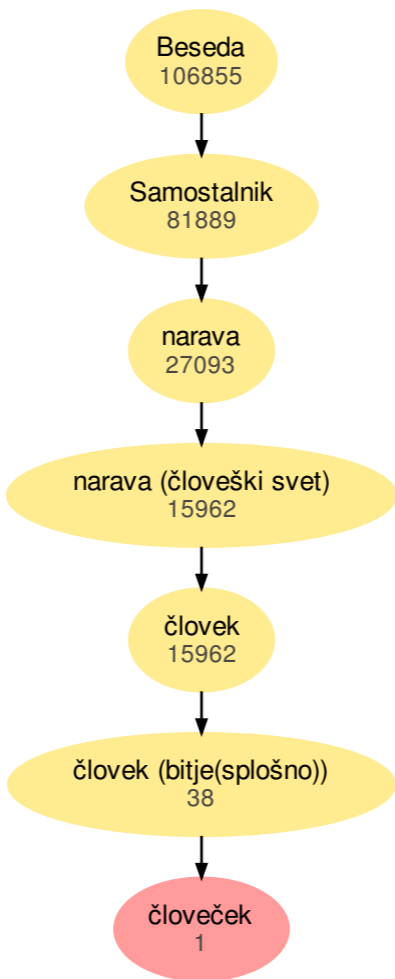 Beseda
106855
Samostalnik
81889
narava
27093
narava (človeški svet)
15962
človek
15962
človek (bitje(splošno))
38
človeček
1